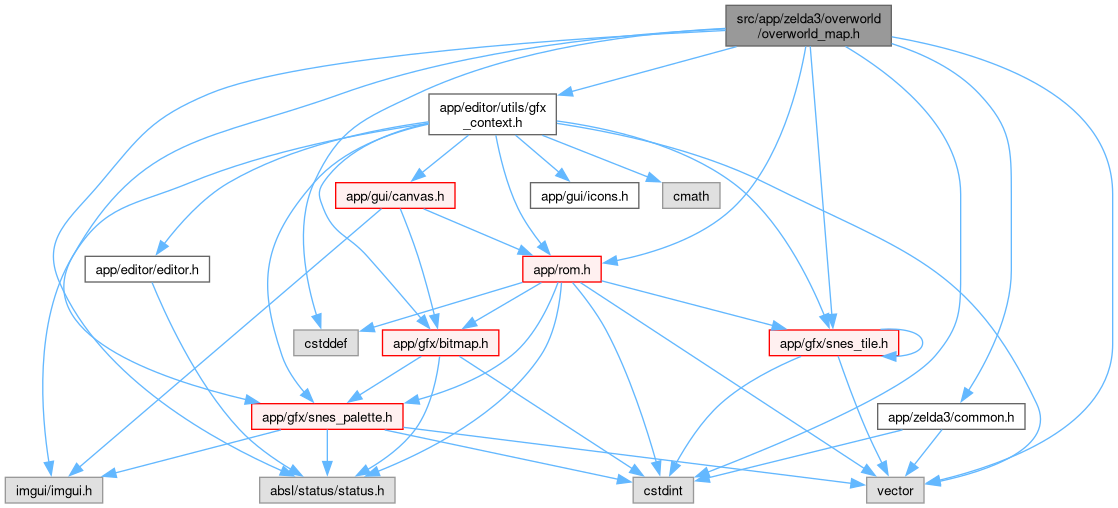 src/app/zelda3/overworld
/overworld_map.h
app/editor/utils/gfx
_context.h
app/gui/canvas.h
app/gui/icons.h
cmath
app/editor/editor.h
app/rom.h
cstddef
app/gfx/bitmap.h
app/gfx/snes_tile.h
app/gfx/snes_palette.h
app/zelda3/common.h
imgui/imgui.h
absl/status/status.h
cstdint
vector